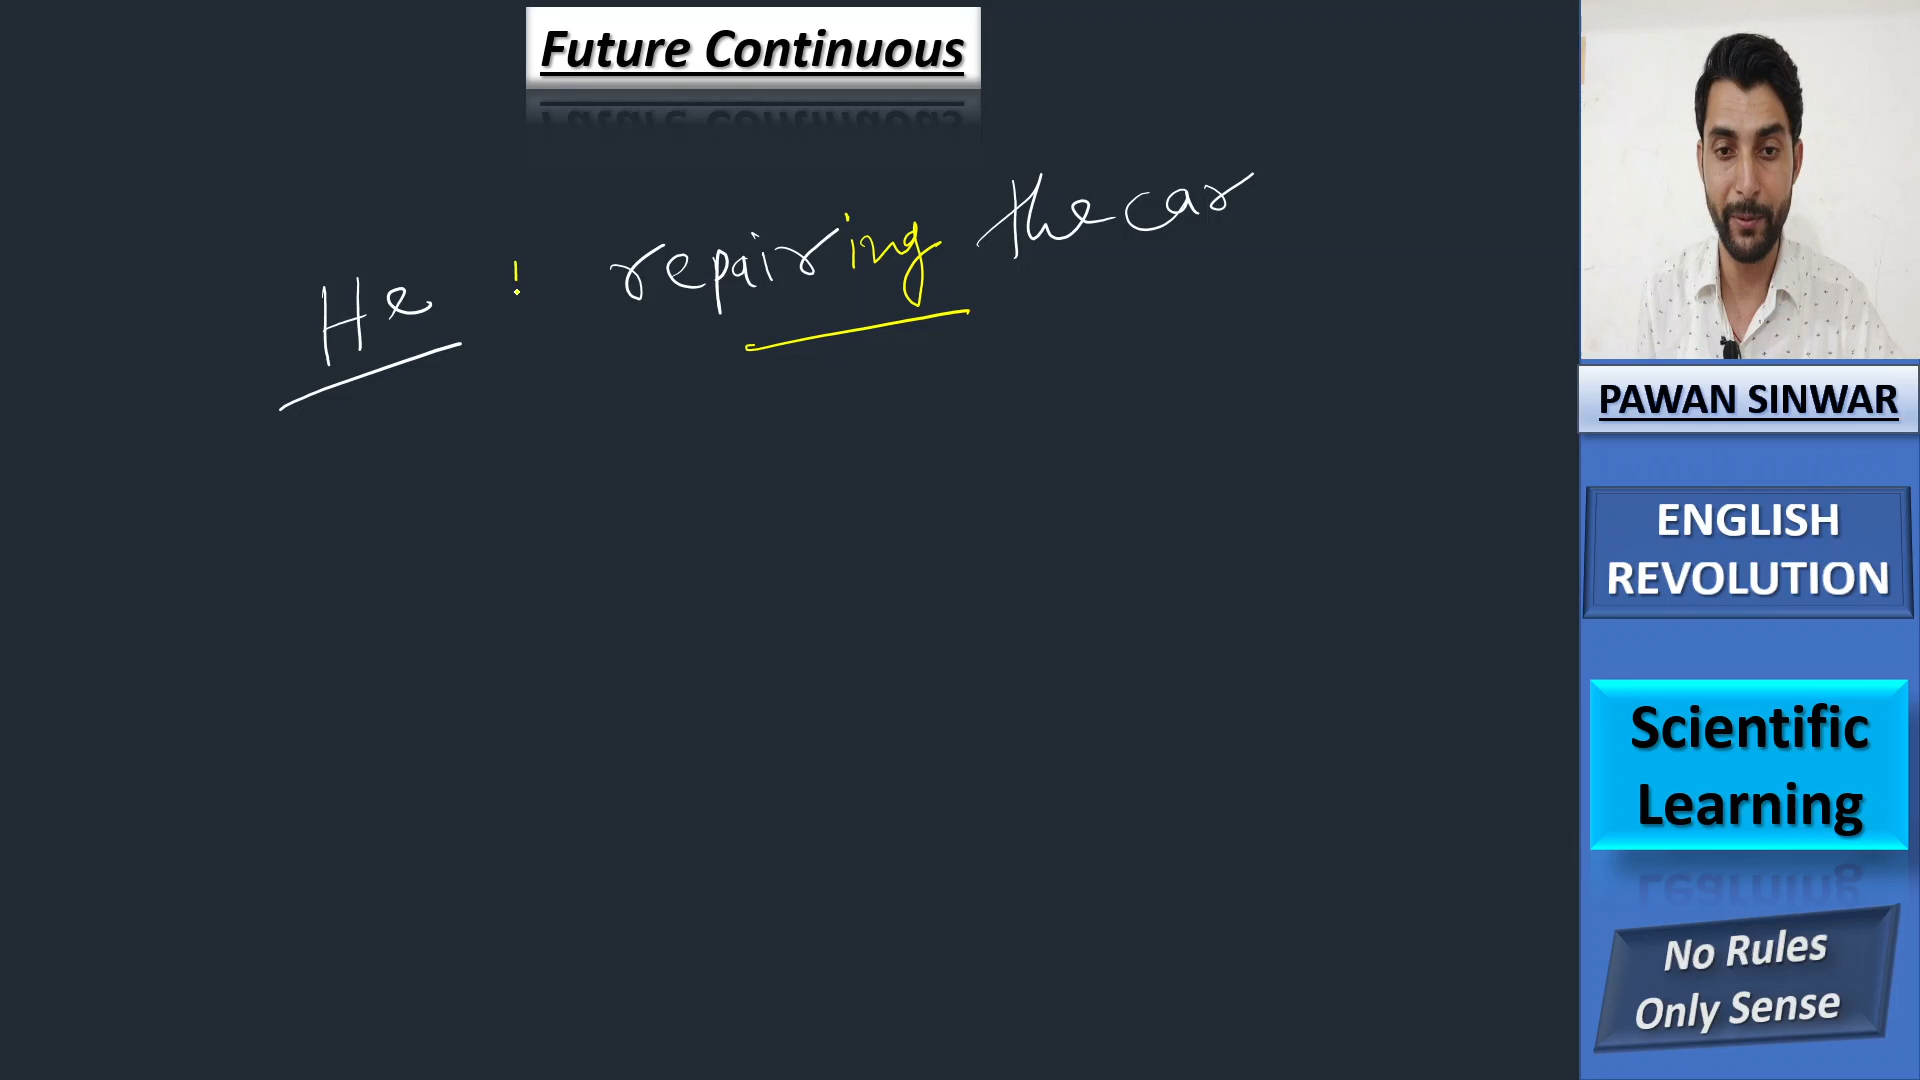 Future Continuous
He ! repairing the car
PAWAN SINWAR
ENGLISH
REVOLUTION
Scientific
Learning
No Rules
Only Sense